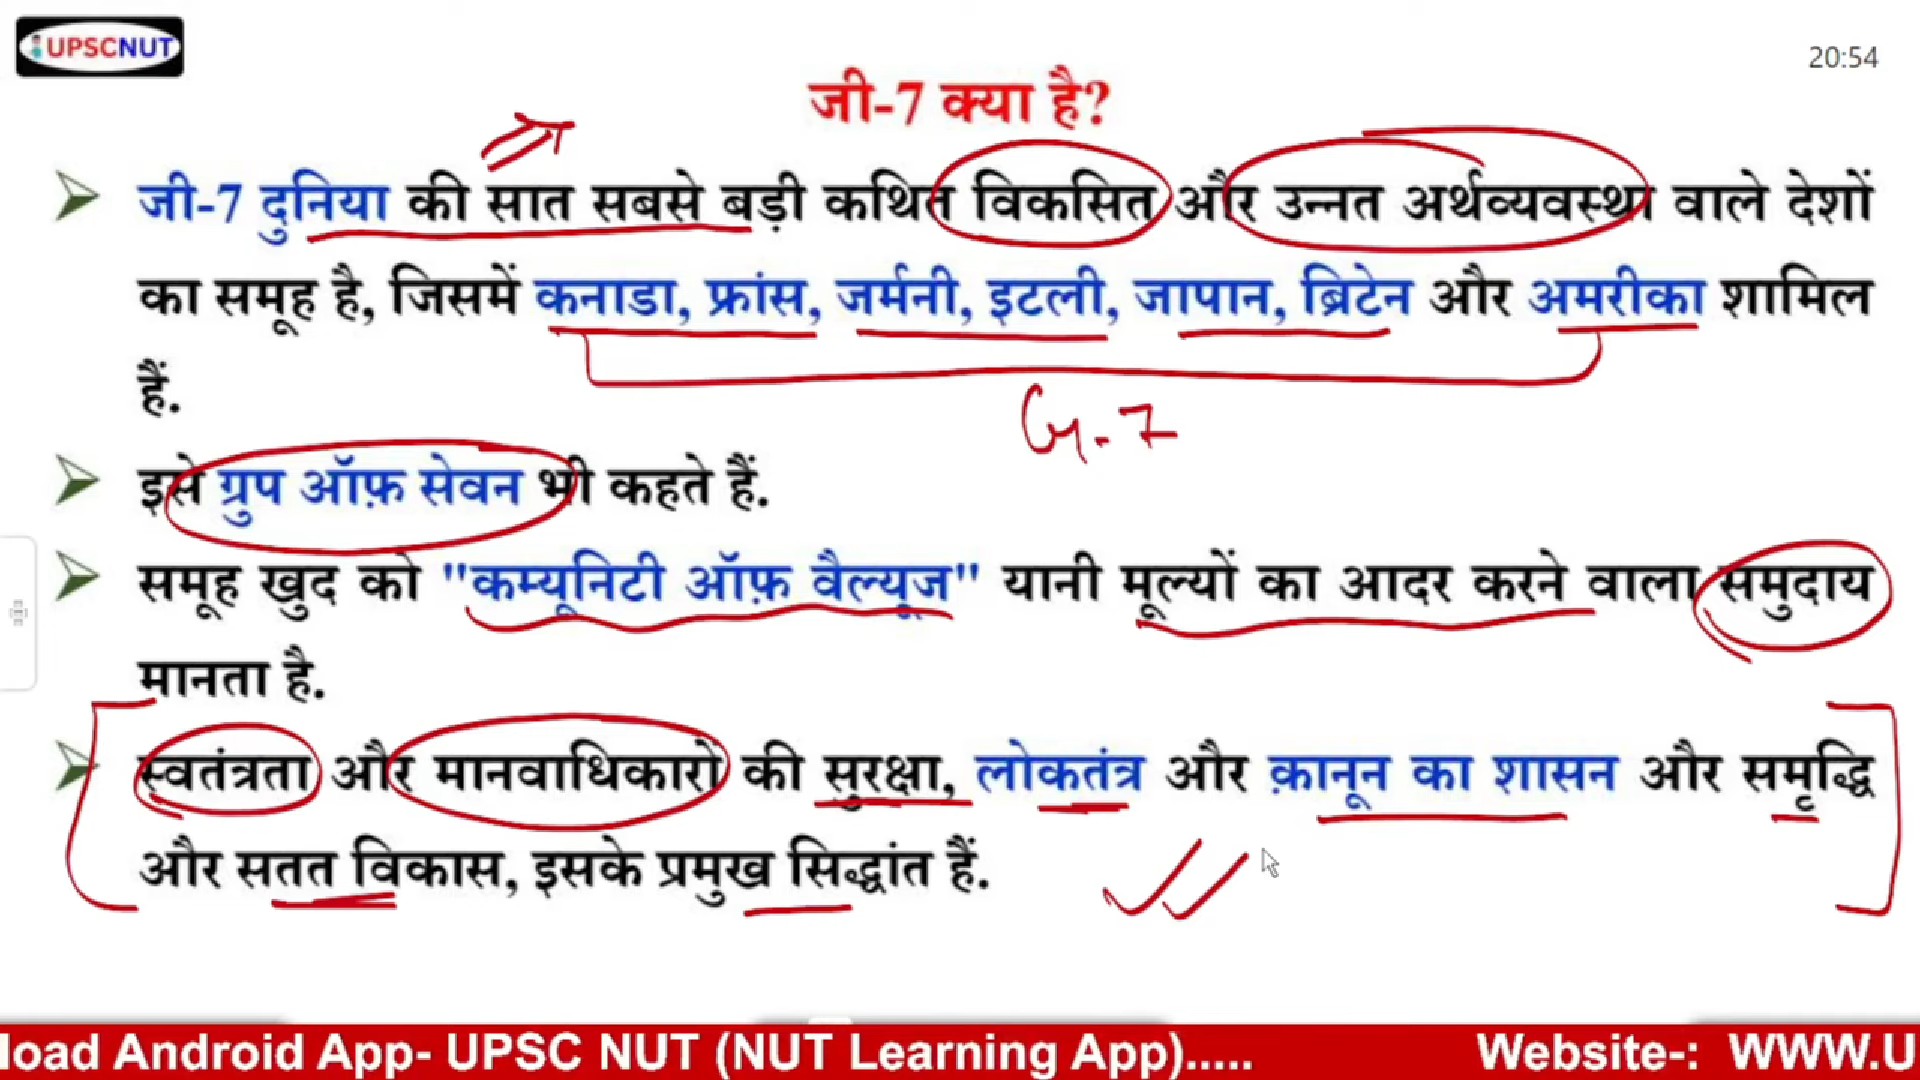 UPSCNUT
20:54
जी-7 क्या है?
जी-7 दुनिया की सात सबसे बड़ी कथित विकसित और उन्नत अर्थव्यवस्था वाले देशों
का समूह है, जिसमें कनाडा, फ्रांस, जर्मनी, इटली, जापान, ब्रिटेन और अमरीका शामिल
हैं.
G-7
इसे ग्रुप ऑफ़ सेवन भी कहते हैं.
समूह खुद को "कम्यूनिटी ऑफ़ वैल्यूज" यानी मूल्यों का आदर करने वाला समुदाय
मानता है.
स्वतंत्रता और मानवाधिकारो की सुरक्षा, लोकतंत्र और क़ानून का शासन और समृद्धि
और सतत विकास, इसके प्रमुख सिद्धांत हैं.
load Android App- UPSC NUT (NUT Learning App)..... Website-: WWW.U